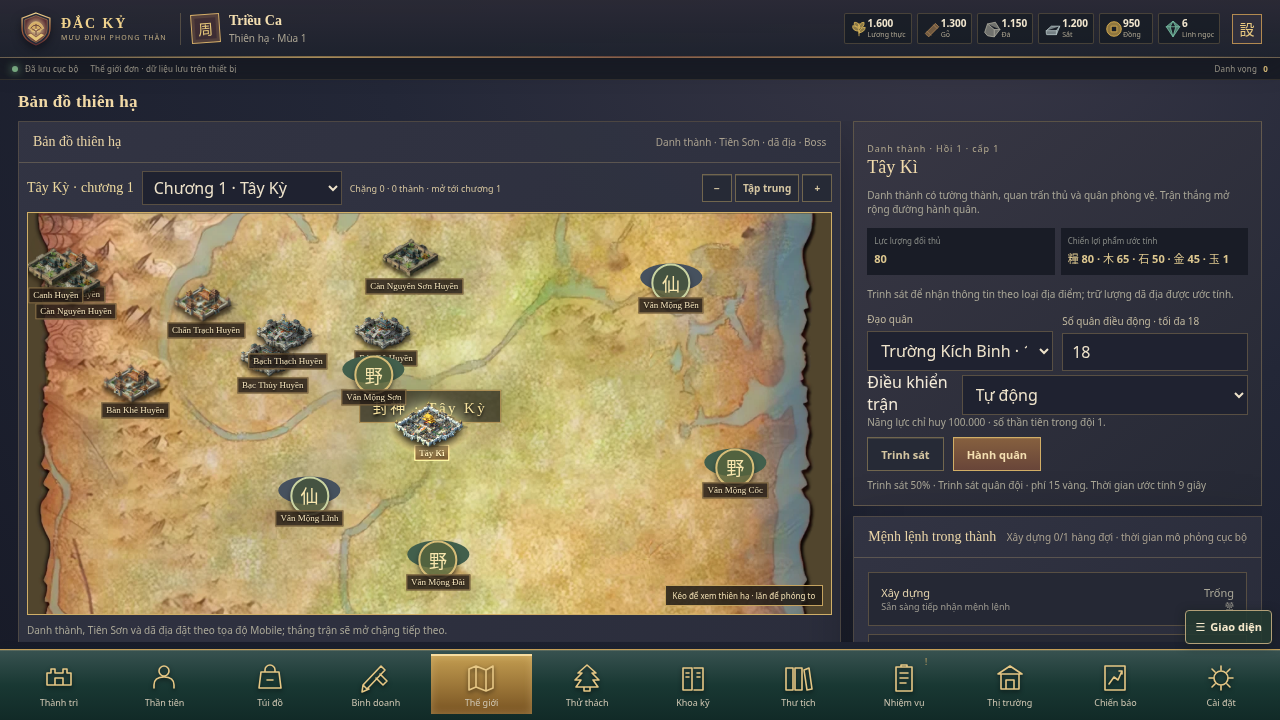 ĐẮC KỶ
MƯU ĐỊNH PHONG THẦN
周
Triều Ca
Thiên hạ · Mùa 1
1.600
Lương thực
1.300
Gỗ
1.150
Đá
1.200
Sắt
950
Đồng
6
Linh ngọc
設
Đã lưu cục bộ
Thế giới đơn · dữ liệu lưu trên thiết bị
Danh vọng 0
Bản đồ thiên hạ
Bản đồ thiên hạ
Danh thành · Tiên Sơn · dã địa · Boss
Tây Kỳ · chương 1
Chương 1 · Tây Kỳ
Chặng 0 · 0 thành · mở tới chương 1
−
Tập trung
+
Canh Huyền
Càn Nguyên Huyền
Càn Nguyên Sơn Huyền
仙
Vân Mộng Bến
Chấn Trạch Huyền
Bạch Thạch Huyền
Huyền
Bạc Thủy Huyền
野
Vân Mộng Sơn
封神 · Tây Kỳ
Bàn Khê Huyền
Tây Kì
野
Vân Mộng Cốc
仙
Vân Mộng Lĩnh
野
Vân Mộng Đài
Kéo để xem thiên hạ · lăn để phóng to
Danh thành, Tiên Sơn và dã địa đặt theo tọa độ Mobile; thắng trận sẽ mở chặng tiếp theo.
Danh thành · Hồi 1 · cấp 1
Tây Kì
Danh thành có tướng thành, quan trấn thủ và quân phòng vệ. Trận thắng mở
rộng đường hành quân.
Lực lượng đối thủ
80
Chiến lợi phẩm ước tính
糧 80 · 木 65 · 石 50 · 金 45 · 玉 1
Trinh sát để nhận thông tin theo loại địa điểm; trữ lượng dã địa được ước tính.
Đạo quân
Trường Kích Binh ·
Số quân điều động · tối đa 18
18
Điều khiển
trận
Tự động
Năng lực chỉ huy 100.000 · số thần tiên trong đội 1.
Trinh sát
Hành quân
Trinh sát 50% · Trinh sát quân đội · phí 15 vàng. Thời gian ước tính 9 giây
Mệnh lệnh trong thành
Xây dựng 0/1 hàng đợi · thời gian mô phỏng cục bộ
Xây dựng
Sẵn sàng tiếp nhận mệnh lệnh
Trống
☰ Giao diện
Thành trì
Thần tiên
Túi đồ
Binh doanh
Thế giới
Thử thách
Khoa kỹ
Thư tịch
!
Nhiệm vụ
Thị trường
Chiến báo
Cài đặt